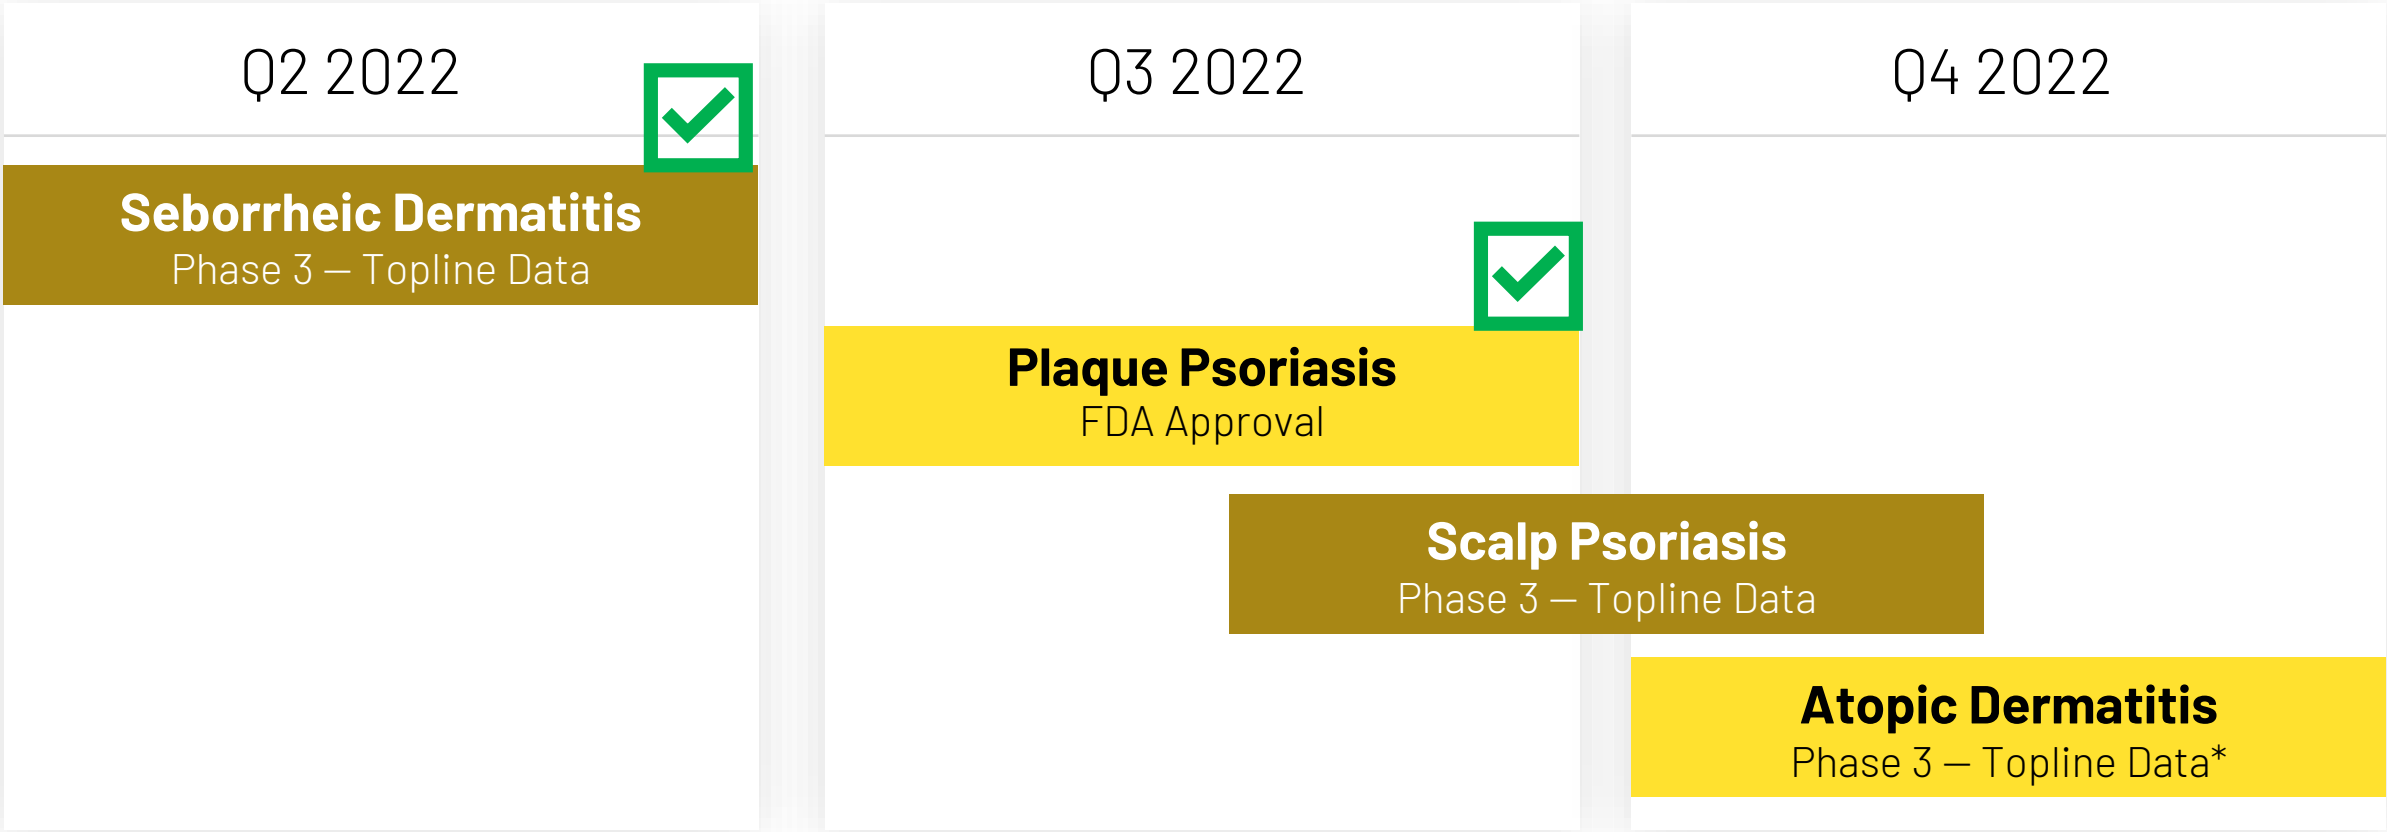 Q2 2022
Q3 2022
Q4 2022
Seborrheic Dermatitis
Phase 3 – Topline Data
Plaque Psoriasis
FDA Approval
Scalp Psoriasis
Phase 3 – Topline Data
Atopic Dermatitis
Phase 3 – Topline Data*